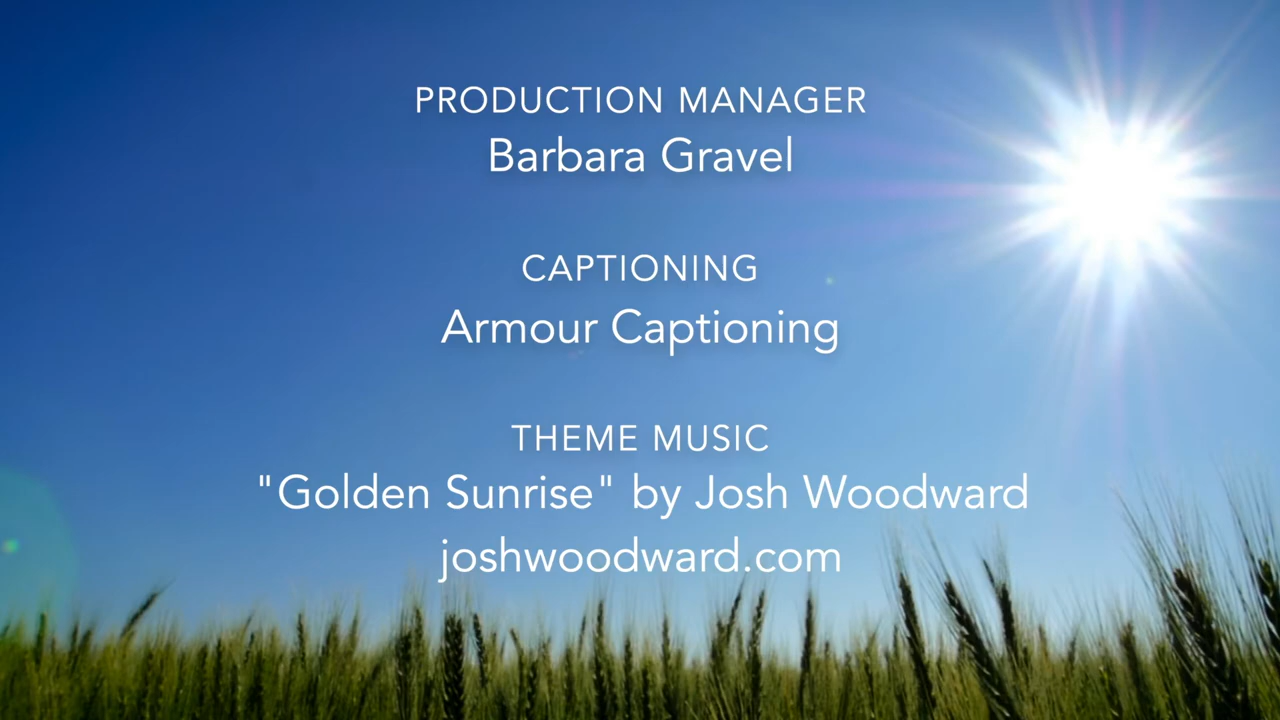 PRODUCTION MANAGER
Barbara Gravel
CAPTIONING
Armour Captioning
THEME MUSIC
"Golden Sunrise" by Josh Woodward
joshwoodward.com